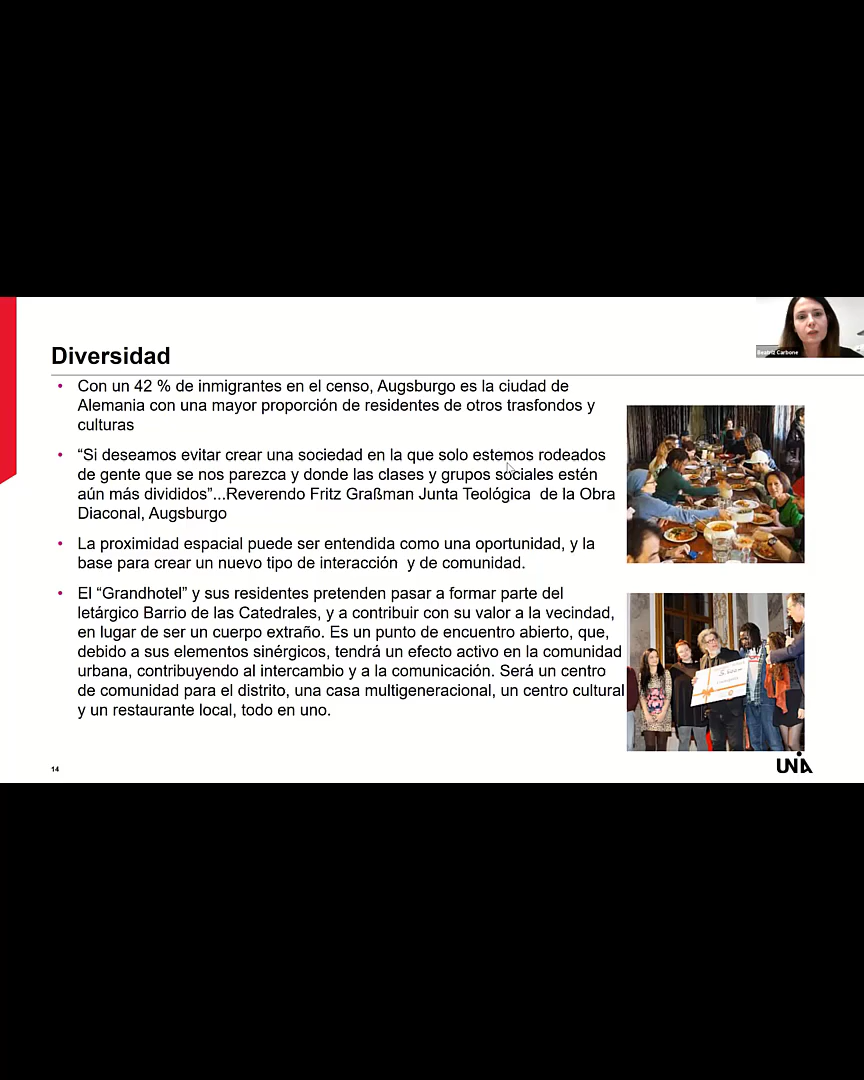 Beatriz Carbone
Diversidad
• Con un 42 % de inmigrantes en el censo, Augsburgo es la ciudad de
Alemania con una mayor proporción de residentes de otros trasfondos y
culturas
• “Si deseamos evitar crear una sociedad en la que solo estemos rodeados
de gente que se nos parezca y donde las clases y grupos sociales estén
aún más divididos”...Reverendo Fritz Graßman Junta Teológica de la Obra
Diaconal, Augsburgo
• La proximidad espacial puede ser entendida como una oportunidad, y la
base para crear un nuevo tipo de interacción y de comunidad.
• El “Grandhotel” y sus residentes pretenden pasar a formar parte del
letárgico Barrio de las Catedrales, y a contribuir con su valor a la vecindad,
en lugar de ser un cuerpo extraño. Es un punto de encuentro abierto, que,
debido a sus elementos sinérgicos, tendrá un efecto activo en la comunidad
urbana, contribuyendo al intercambio y a la comunicación. Será un centro
de comunidad para el distrito, una casa multigeneracional, un centro cultural
y un restaurante local, todo en uno.
14
UNIA